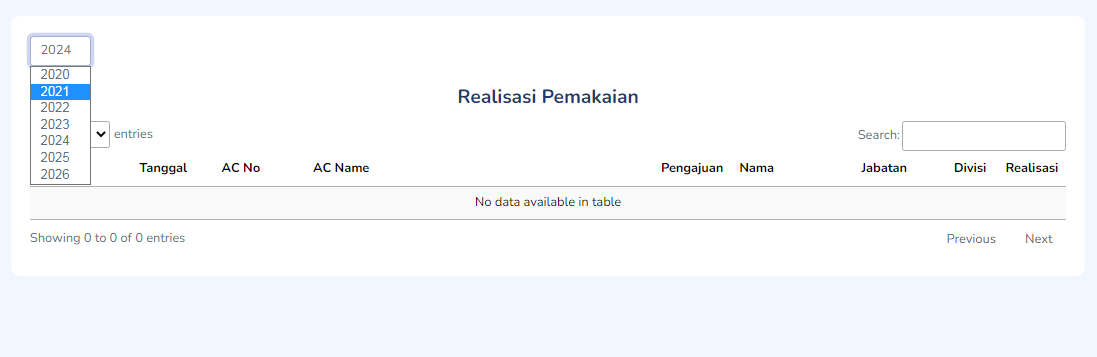 2024
2020
2021
2022
2023
2024
2025
2026
Realisasi Pemakaian
entries
Search:
Tanggal AC No AC Name Pengajuan Nama Jabatan Divisi Realisasi
No data available in table
Showing 0 to 0 of 0 entries
Previous Next